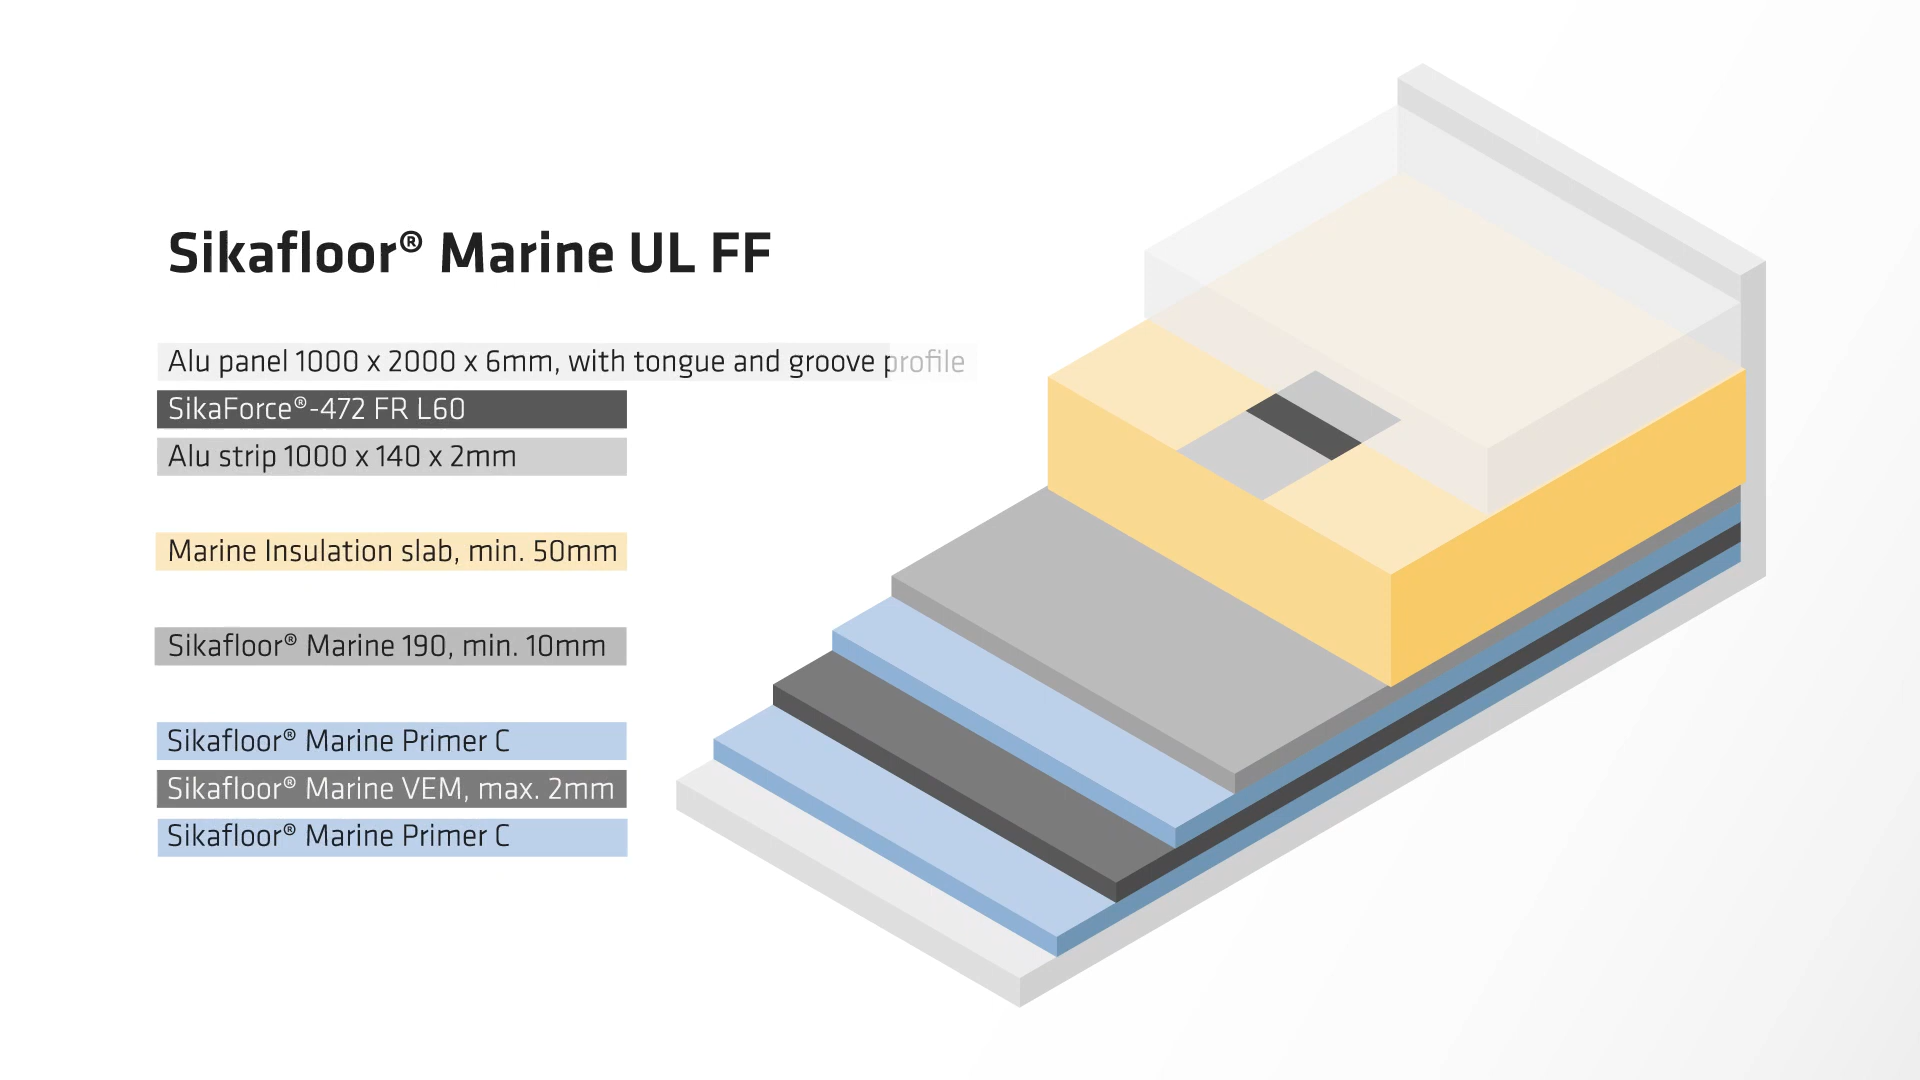 Sikafloor® Marine UL FF
Alu panel 1000 x 2000 x 6mm, with tongue and groove profile
SikaForce®-472 FR L60
Alu strip 1000 x 140 x 2mm
Marine Insulation slab, min. 50mm
Sikafloor® Marine 190, min. 10mm
Sikafloor® Marine Primer C
Sikafloor® Marine VEM, max. 2mm
Sikafloor® Marine Primer C